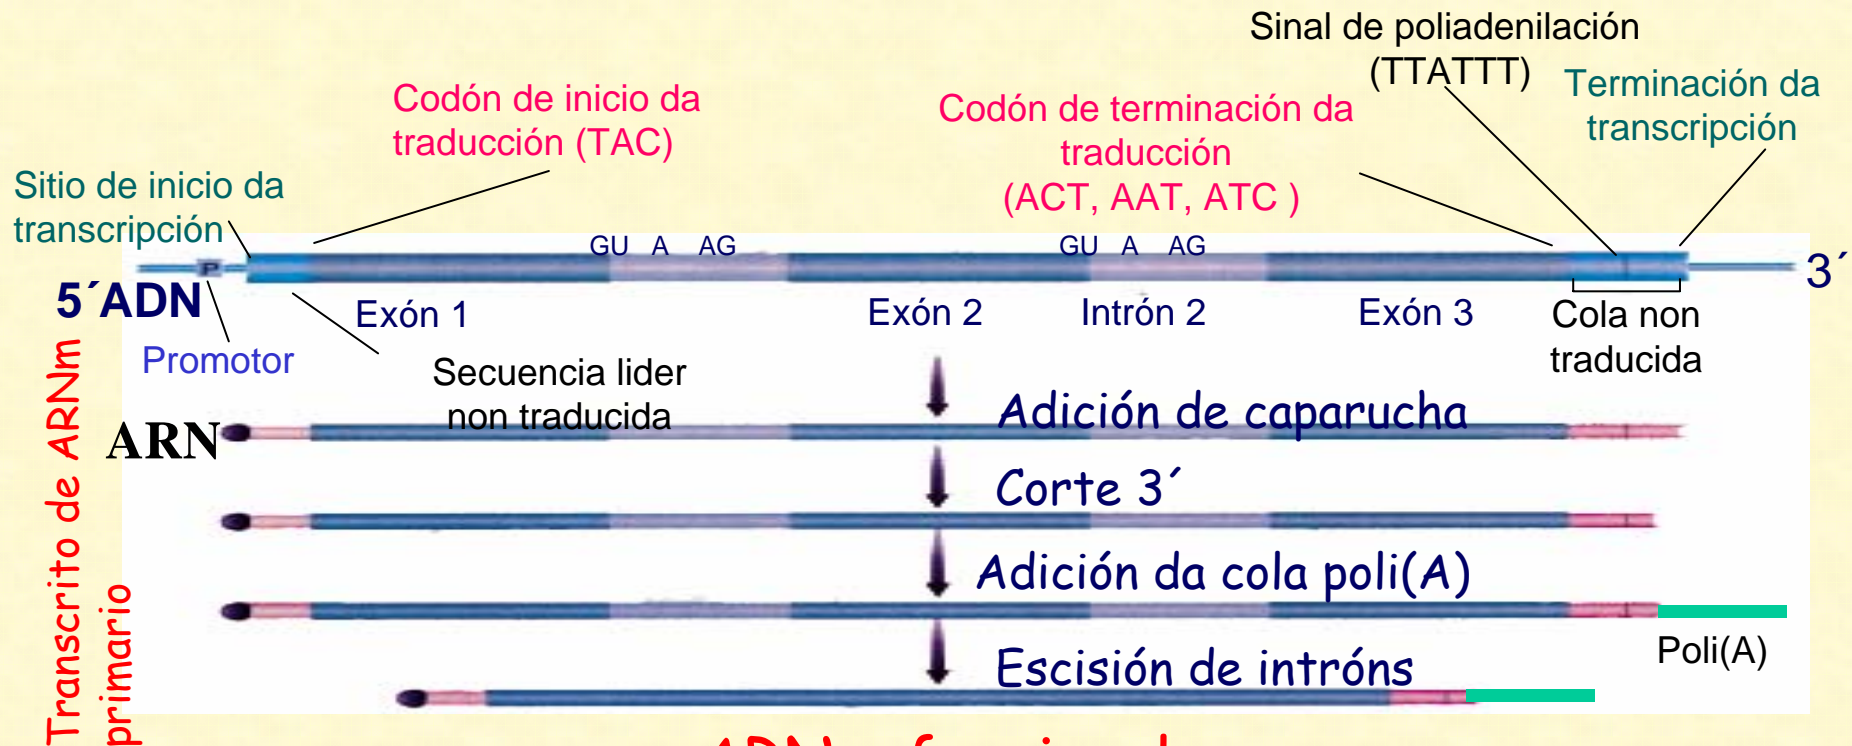 Sinal de poliadenilación
(TTATTT)
Terminación da
transcripción
Codón de inicio da
traducción (TAC)
Codón de terminación da
traducción
(ACT, AAT, ATC )
Sitio de inicio da
transcripción
GU A AG
GU A AG
P
5´ADN
3´
Exón 1
Exón 2
Intrón 2
Exón 3
Cola non
traducida
Promotor
Secuencia lider
non traducida
Adición de caparucha
ARN
Corte 3´
Adición da cola poli(A)
Poli(A)
Escisión de intróns
Transcrito de ARNm
primario